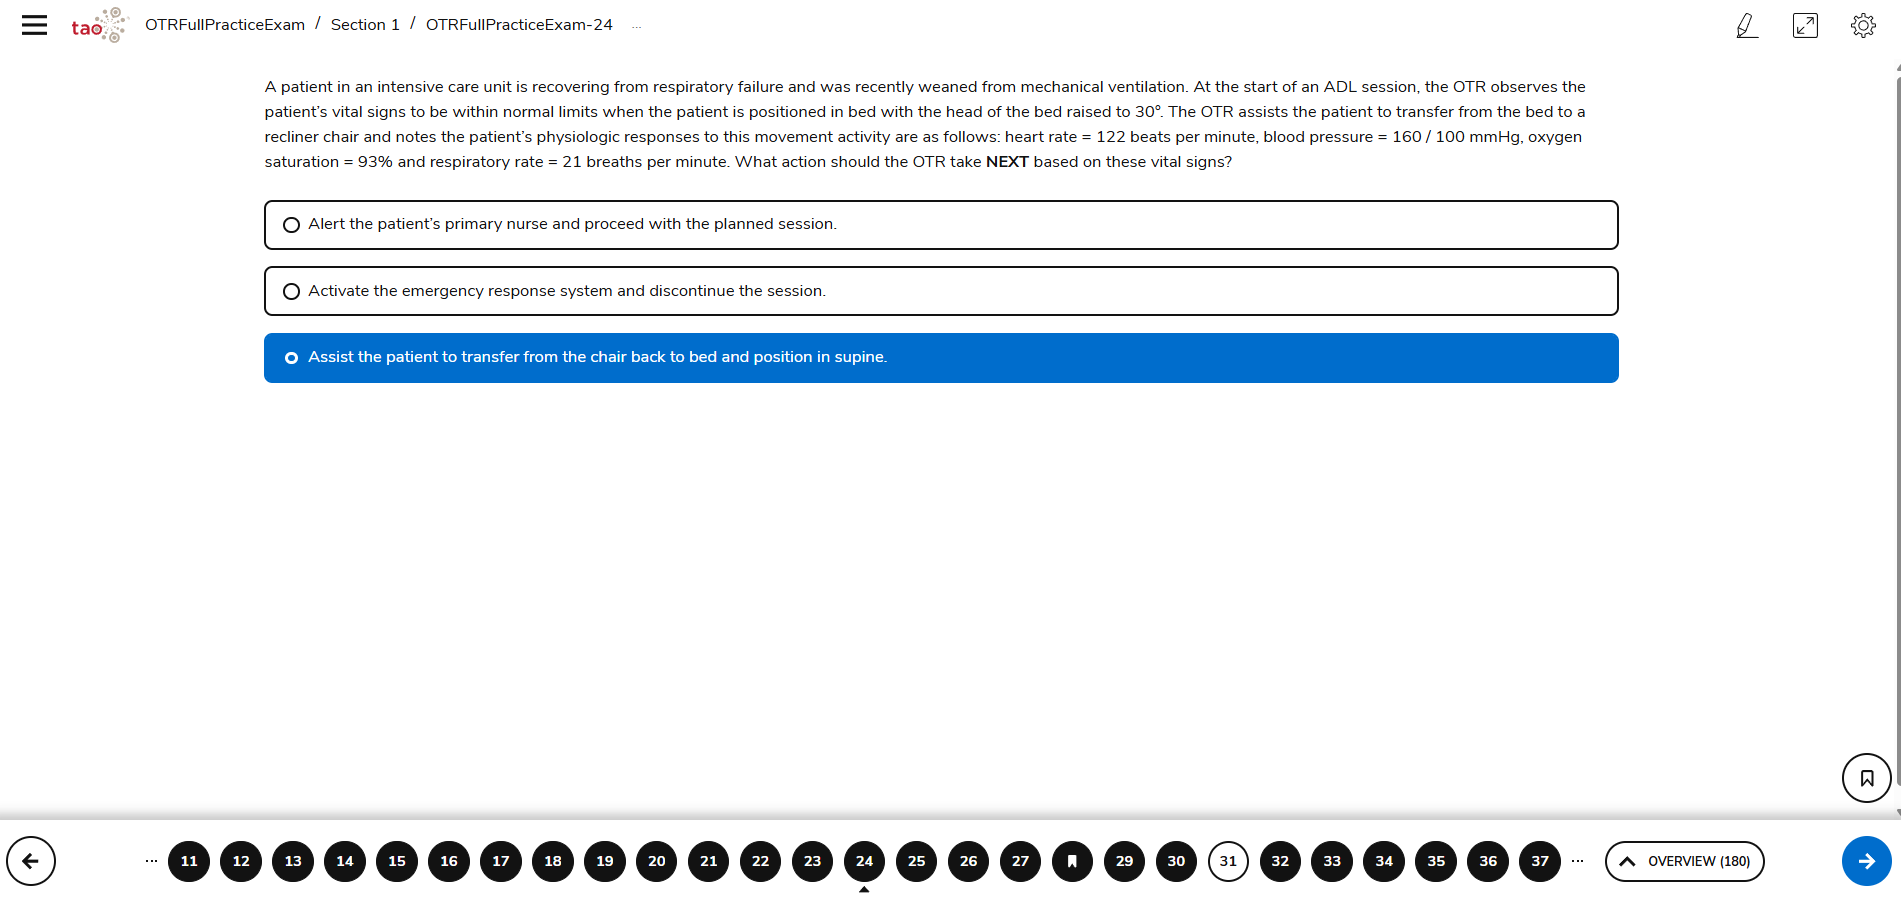 tao
OTRFullPracticeExam / Section 1 / OTRFullPracticeExam-24 ...
A patient in an intensive care unit is recovering from respiratory failure and was recently weaned from mechanical ventilation. At the start of an ADL session, the OTR observes the
patient’s vital signs to be within normal limits when the patient is positioned in bed with the head of the bed raised to 30°. The OTR assists the patient to transfer from the bed to a
recliner chair and notes the patient’s physiologic responses to this movement activity are as follows: heart rate = 122 beats per minute, blood pressure = 160 / 100 mmHg, oxygen
saturation = 93% and respiratory rate = 21 breaths per minute. What action should the OTR take NEXT based on these vital signs?
Alert the patient’s primary nurse and proceed with the planned session.
Activate the emergency response system and discontinue the session.
Assist the patient to transfer from the chair back to bed and position in supine.
... 11 12 13 14 15 16 17 18 19 20 21 22 23 24 25 26 27 29 30 31 32 33 34 35 36 37 ... OVERVIEW (180)